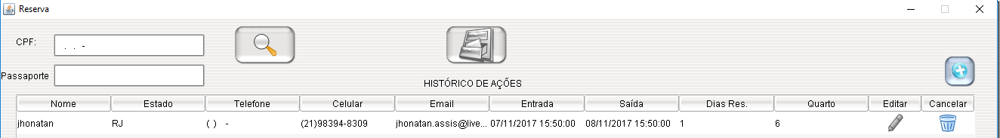 Reserva
CPF:
. . -
Passaporte
HISTÓRICO DE AÇÕES
Nome Estado Telefone Celular Email Entrada Saída Dias Res. Quarto Editar Cancelar
jhonatan RJ ( ) - (21)98394-8309 jhonatan.assis@live... 07/11/2017 15:50:00 08/11/2017 15:50:00 1 6